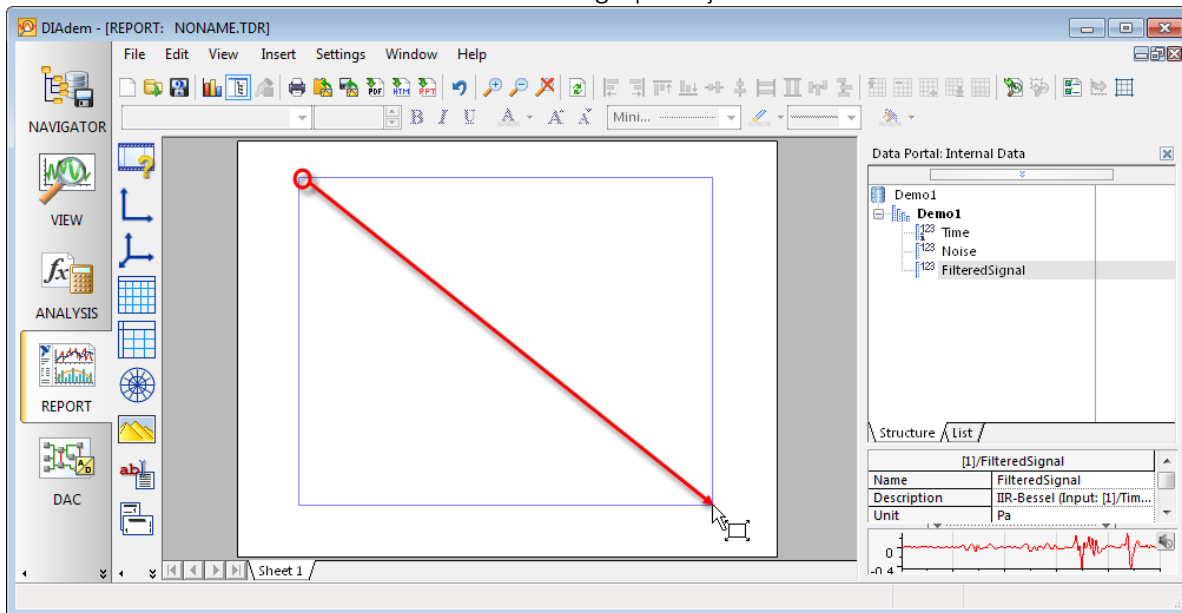 DIAdem - [REPORT: NONAME.TDR]
File Edit View Insert Settings Window Help
NAVIGATOR
B I U A A A Mini...
VIEW
ANALYSIS
REPORT
DAC
Sheet 1
Data Portal: Internal Data
Demo1
Demo1
Time
Noise
FilteredSignal
Structure List
[1]/FilteredSignal
Name FilteredSignal
Description IIR-Bessel (Input: [1]/Tim...
Unit Pa
0
-0.4